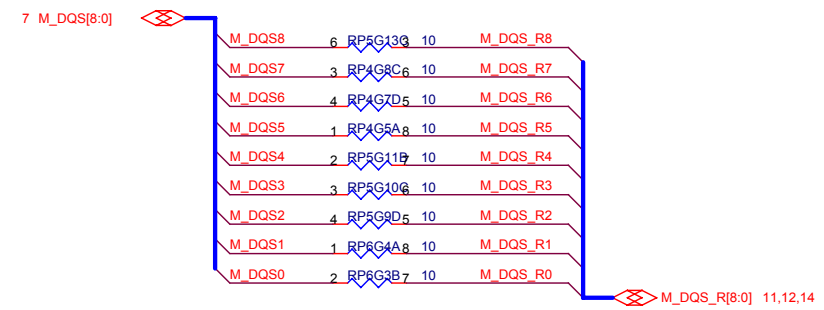 7 M_DQS[8:0]
M_DQS8 6 RP5G13C 3 10 M_DQS_R8
M_DQS7 3 RP4G8C 6 10 M_DQS_R7
M_DQS6 4 RP4G7D 5 10 M_DQS_R6
M_DQS5 1 RP4G5A 8 10 M_DQS_R5
M_DQS4 2 RP5G11B 7 10 M_DQS_R4
M_DQS3 3 RP5G10C 6 10 M_DQS_R3
M_DQS2 4 RP5G9D 5 10 M_DQS_R2
M_DQS1 1 RP6G4A 8 10 M_DQS_R1
M_DQS0 2 RP6G3B 7 10 M_DQS_R0
M_DQS_R[8:0] 11,12,14